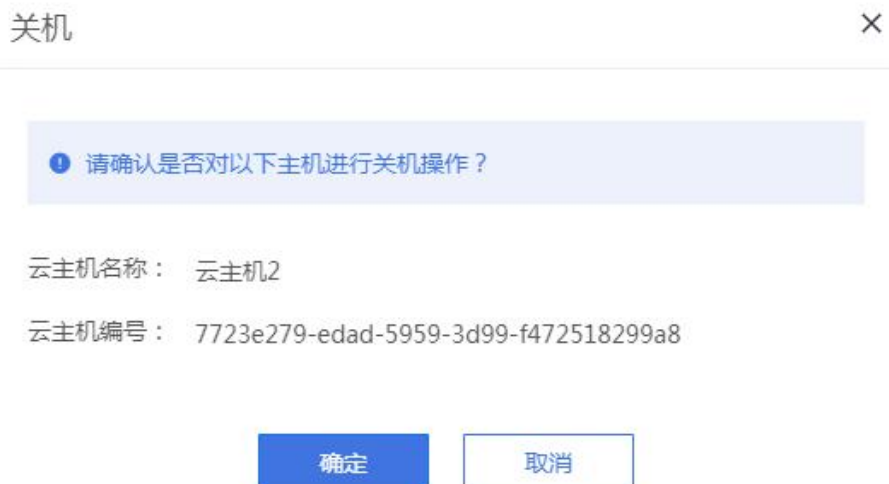 关机
请确认是否对以下主机进行关机操作？
云主机名称： 云主机2
云主机编号： 7723e279-edad-5959-3d99-f472518299a8
确定 取消